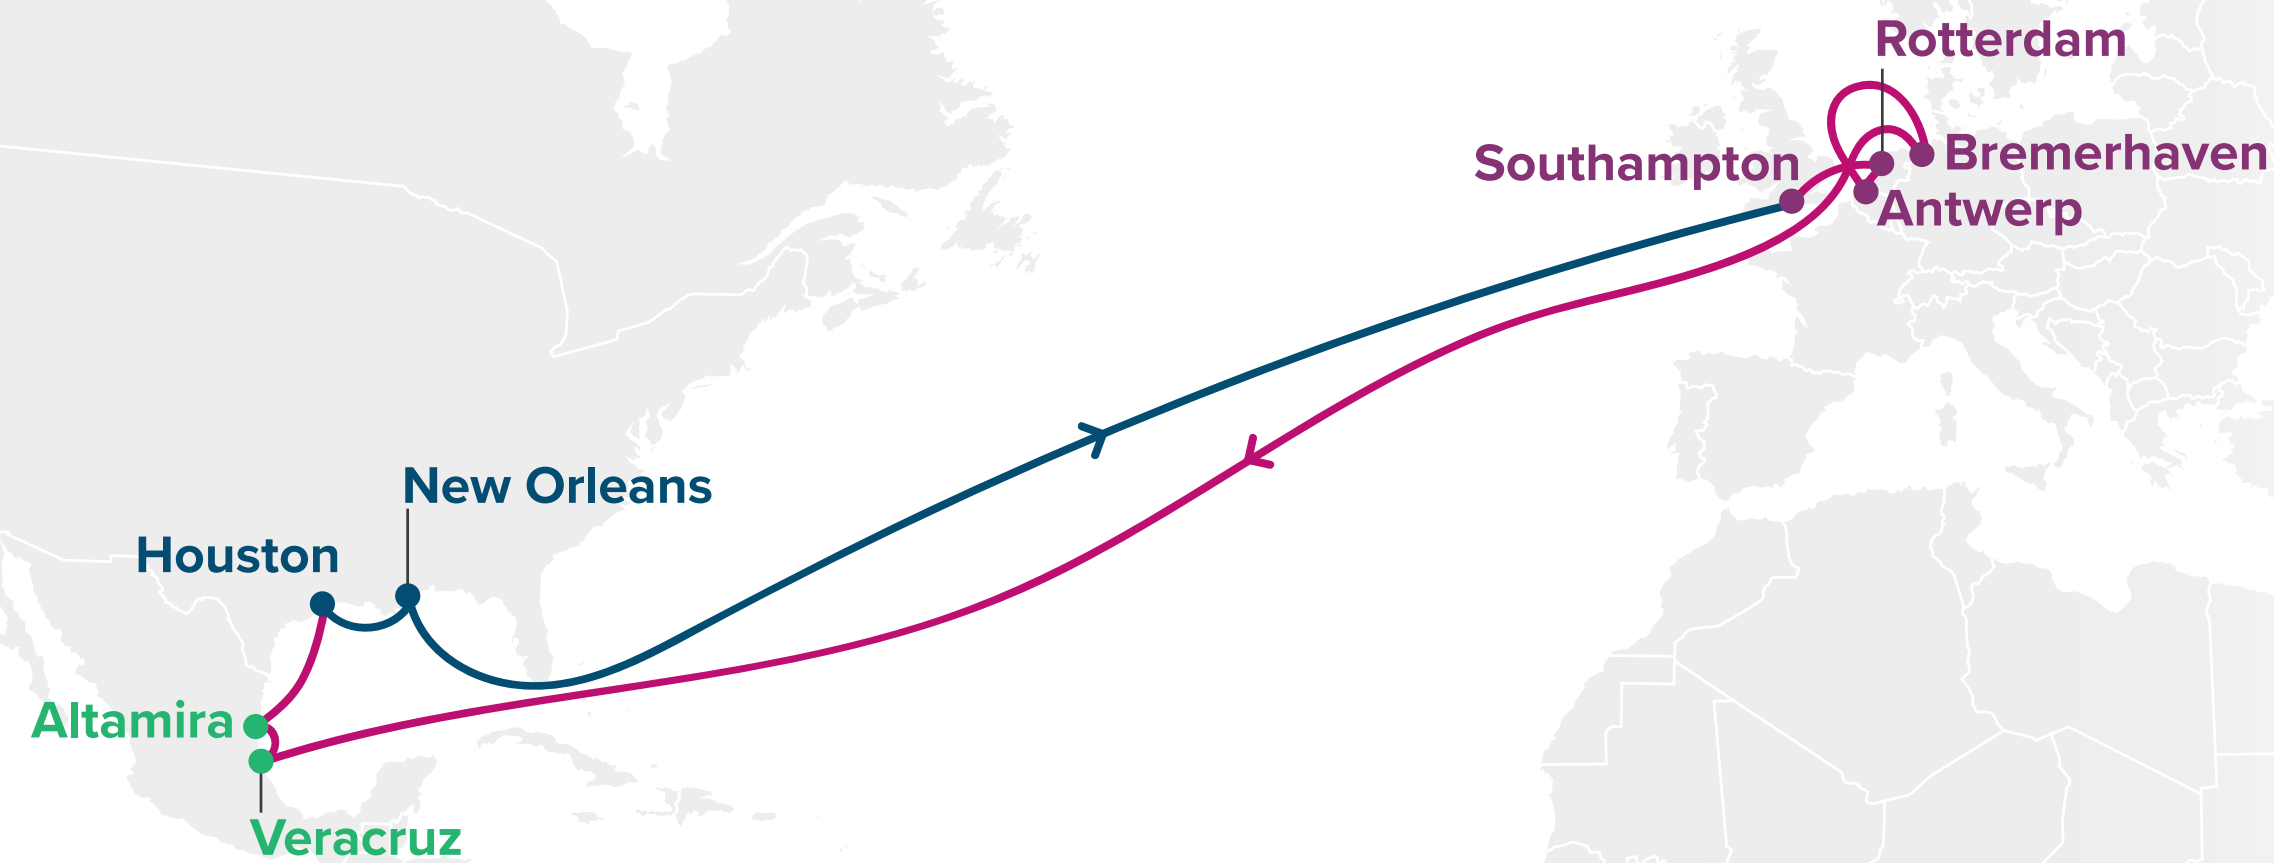 Rotterdam
Southampton
Bremerhaven
Antwerp
New Orleans
Houston
Altamira
Veracruz